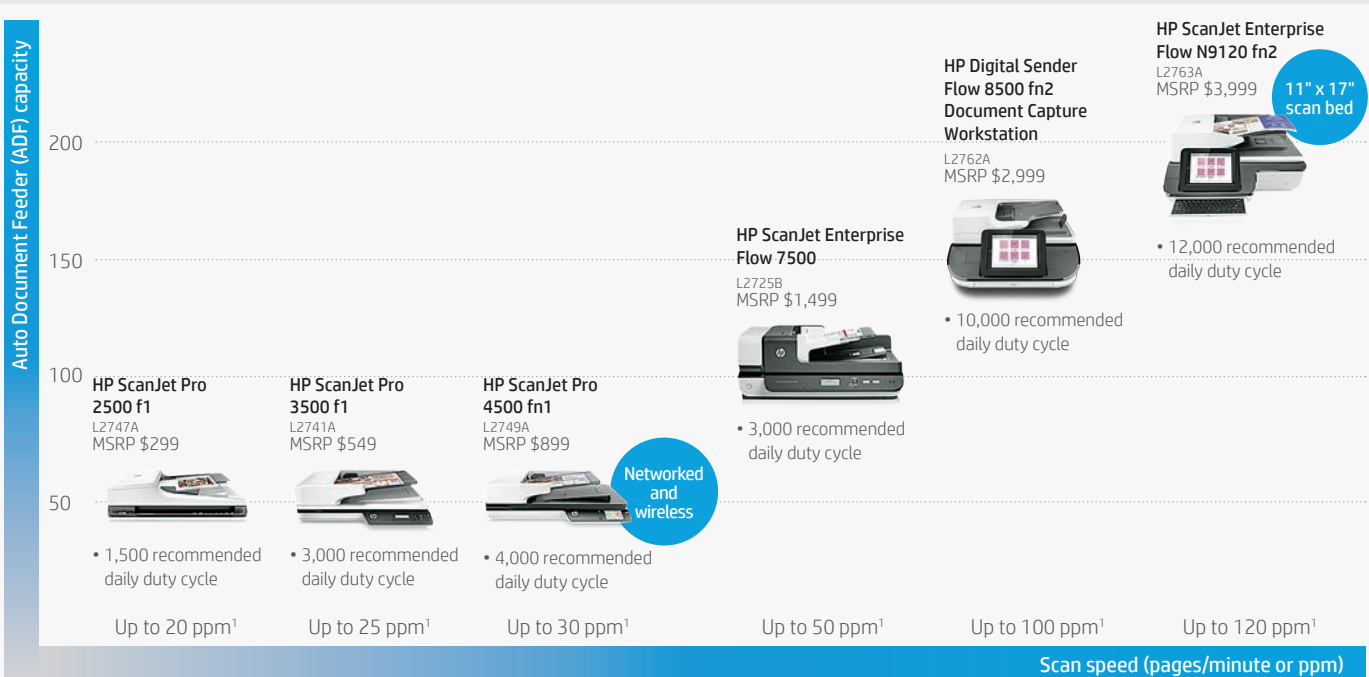 Auto Document Feeder (ADF) capacity
200
150
100
50
HP ScanJet Pro
2500 f1
L2747A
MSRP $299
• 1,500 recommended
daily duty cycle
Up to 20 ppm¹
HP ScanJet Pro
3500 f1
L2741A
MSRP $549
• 3,000 recommended
daily duty cycle
Up to 25 ppm¹
HP ScanJet Pro
4500 fn1
L2749A
MSRP $899
Networked
and
wireless
• 4,000 recommended
daily duty cycle
Up to 30 ppm¹
HP ScanJet Enterprise
Flow 7500
L2725B
MSRP $1,499
• 3,000 recommended
daily duty cycle
Up to 50 ppm¹
HP Digital Sender
Flow 8500 fn2
Document Capture
Workstation
L2762A
MSRP $2,999
• 10,000 recommended
daily duty cycle
Up to 100 ppm¹
HP ScanJet Enterprise
Flow N9120 fn2
L2763A
MSRP $3,999
11" x 17"
scan bed
• 12,000 recommended
daily duty cycle
Up to 120 ppm¹
Scan speed (pages/minute or ppm)